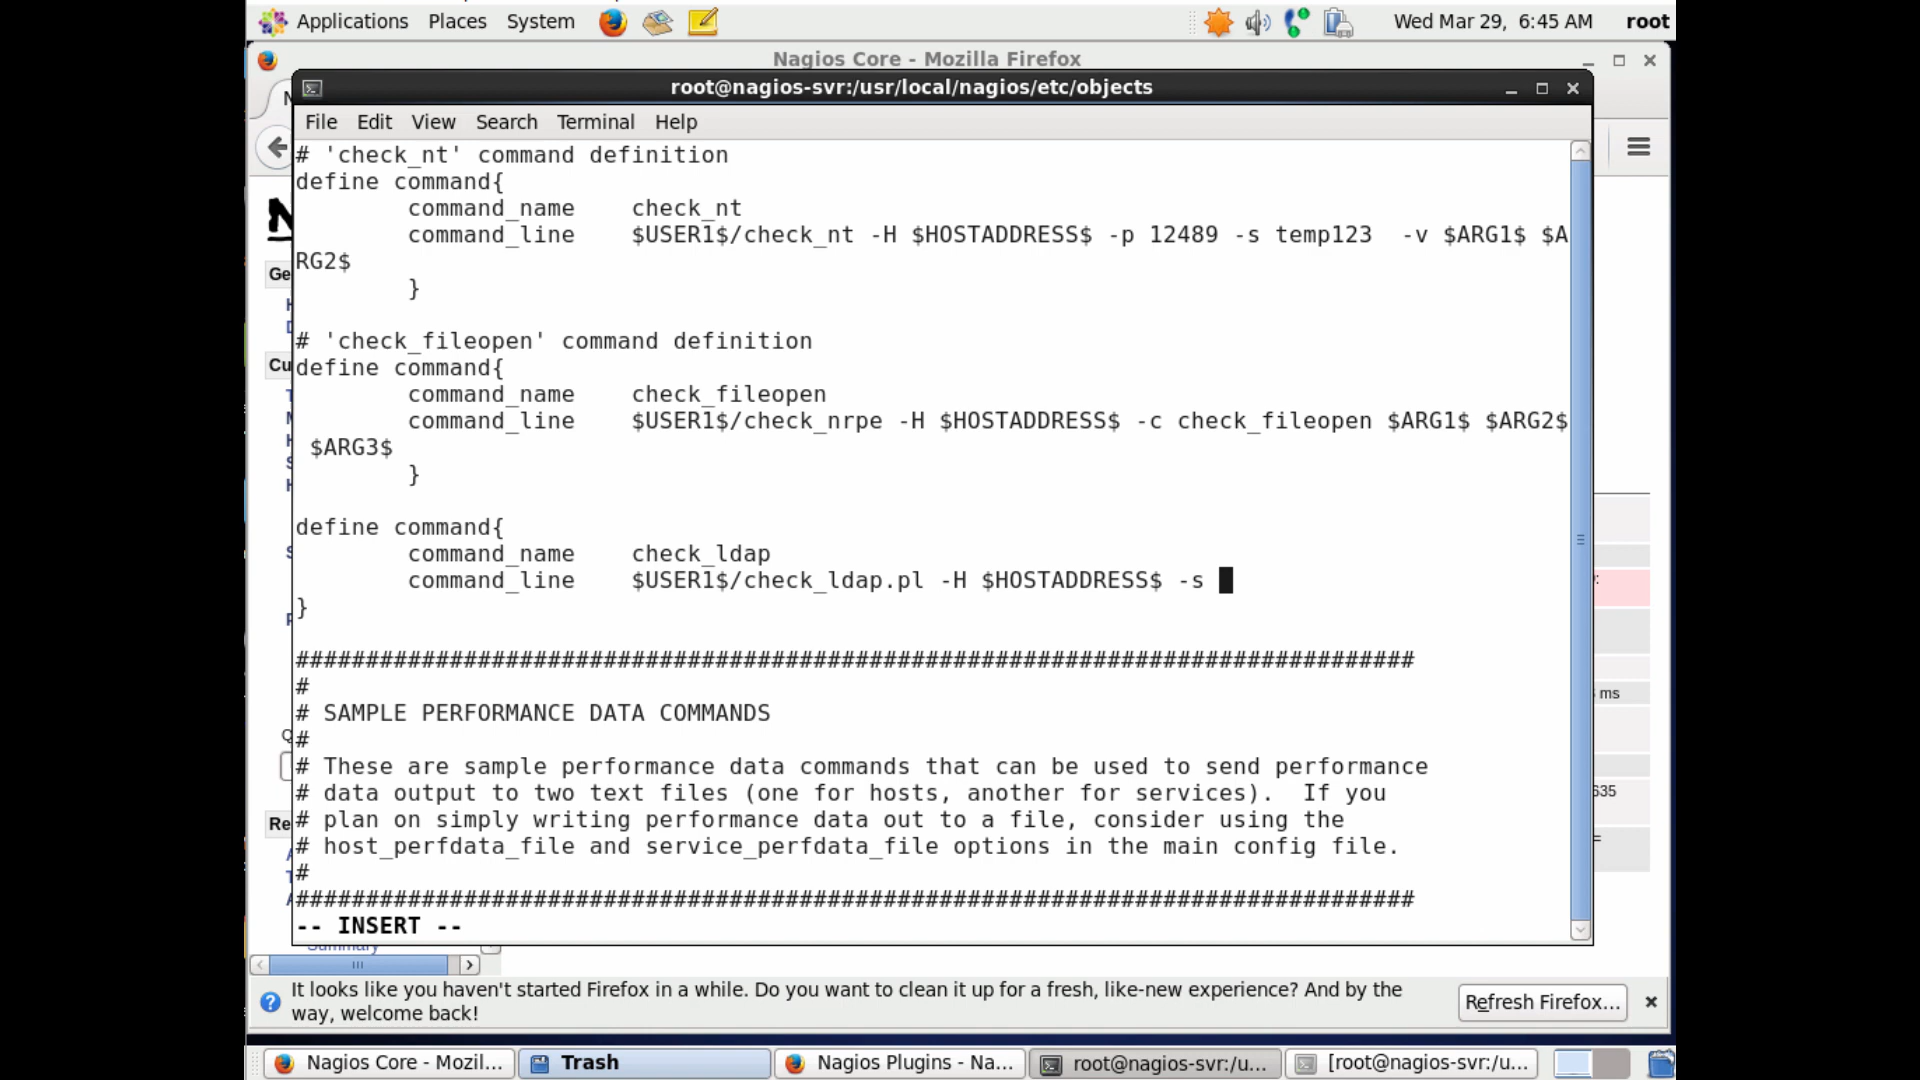 Applications Places System Wed Mar 29, 6:45 AM root
Nagios Core - Mozilla Firefox
root@nagios-svr:/usr/local/nagios/etc/objects
File Edit View Search Terminal Help
# 'check_nt' command definition
define command{
command_name check_nt
command_line $USER1$/check_nt -H $HOSTADDRESS$ -p 12489 -s temp123 -v $ARG1$ $A
RG2$
}
# 'check_fileopen' command definition
define command{
command_name check_fileopen
command_line $USER1$/check_nrpe -H $HOSTADDRESS$ -c check_fileopen $ARG1$ $ARG2$
$ARG3$
}
define command{
command_name check_ldap
command_line $USER1$/check_ldap.pl -H $HOSTADDRESS$ -s
}
################################################################################
#
# SAMPLE PERFORMANCE DATA COMMANDS
#
# These are sample performance data commands that can be used to send performance
# data output to two text files (one for hosts, another for services). If you
# plan on simply writing performance data out to a file, consider using the
# host_perfdata_file and service_perfdata_file options in the main config file.
#
################################################################################
-- INSERT --
Ge
Cu
Re
ms
635
Summary
It looks like you haven't started Firefox in a while. Do you want to clean it up for a fresh, like-new experience? And by the
way, welcome back!
Refresh Firefox...
Nagios Core - Mozil... Trash Nagios Plugins - Na... root@nagios-svr:/u... [root@nagios-svr:/u...